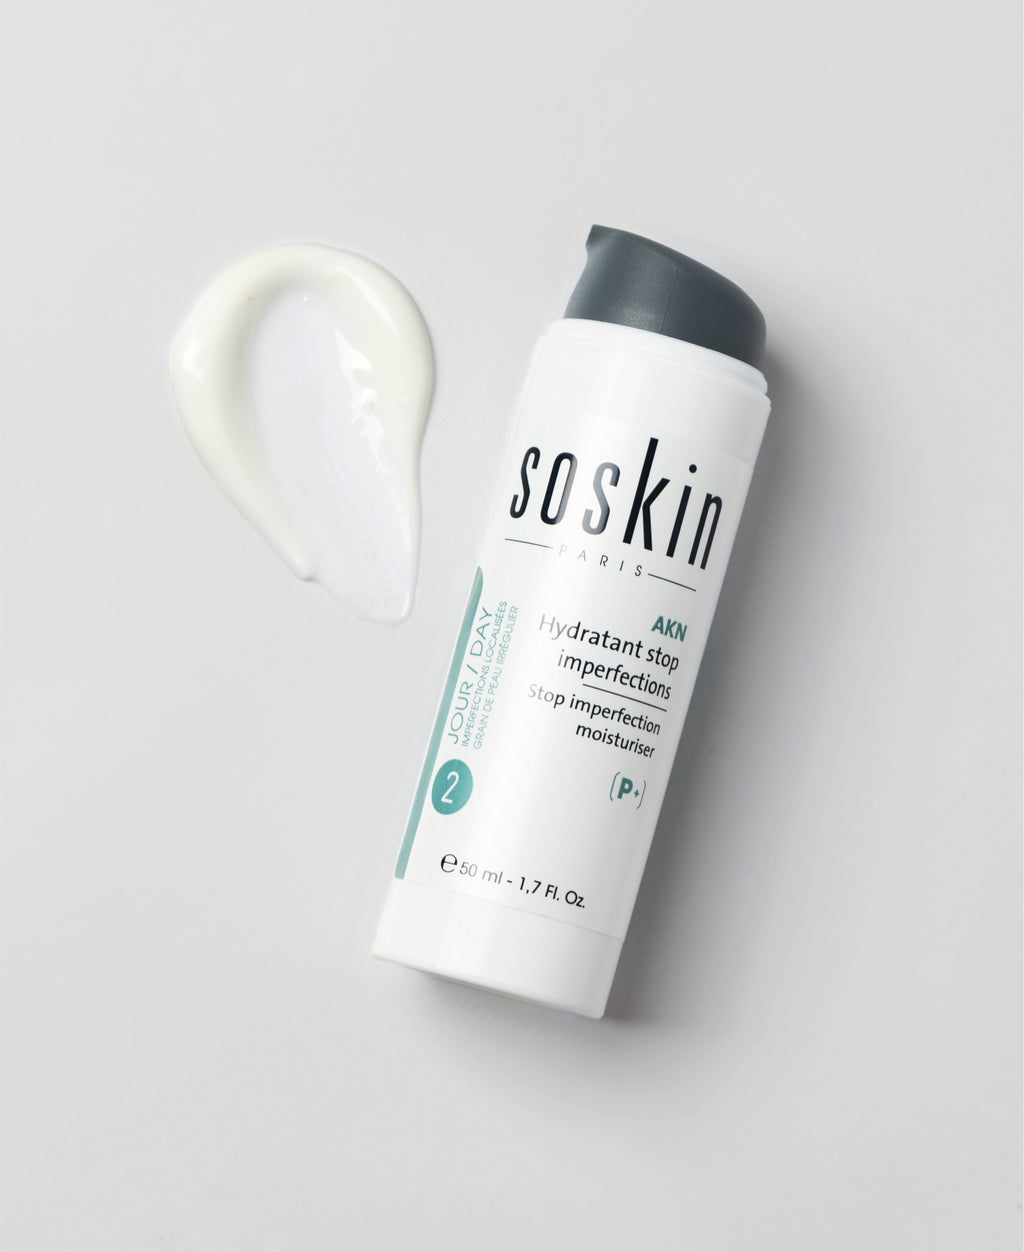 soskin
PARIS
AKN
Hydratant stop
imperfections
Stop imperfection
moisturiser
(P+)
JOUR / DAY
IMPERFECTIONS LOCALISÉES
GRAIN DE PEAU IRRÉGULIER
2
℮ 50 ml - 1,7 Fl. Oz.